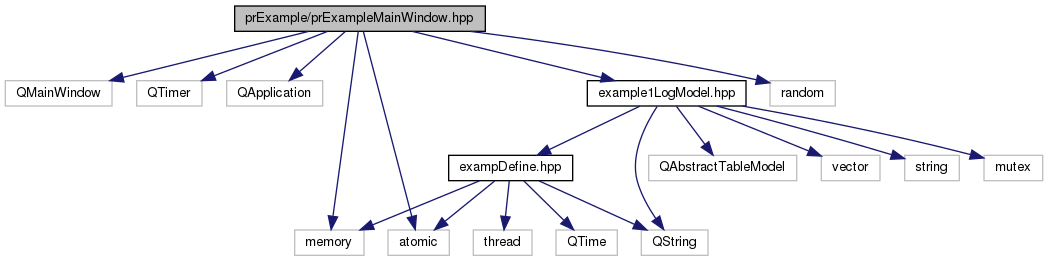 prExample/prExampleMainWindow.hpp
QMainWindow
QTimer
QApplication
example1LogModel.hpp
random
exampDefine.hpp
QAbstractTableModel
vector
string
mutex
memory
atomic
thread
QTime
QString